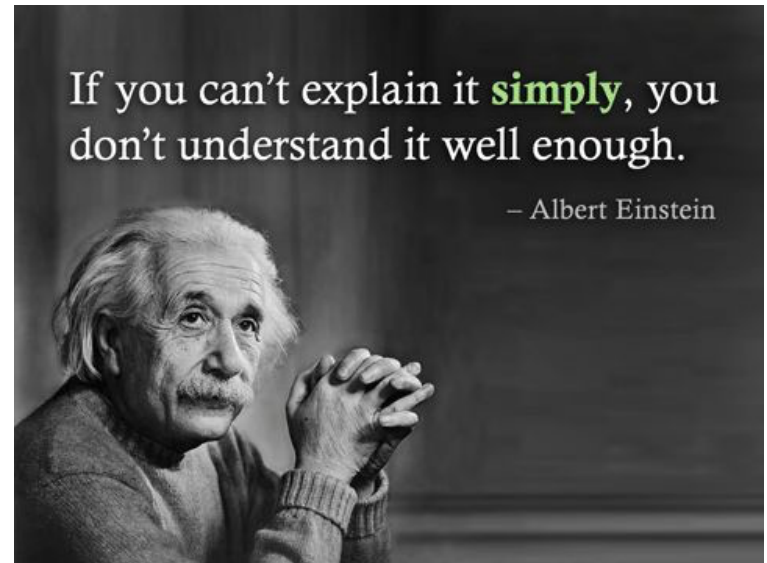 If you can’t explain it simply, you
don’t understand it well enough.
– Albert Einstein